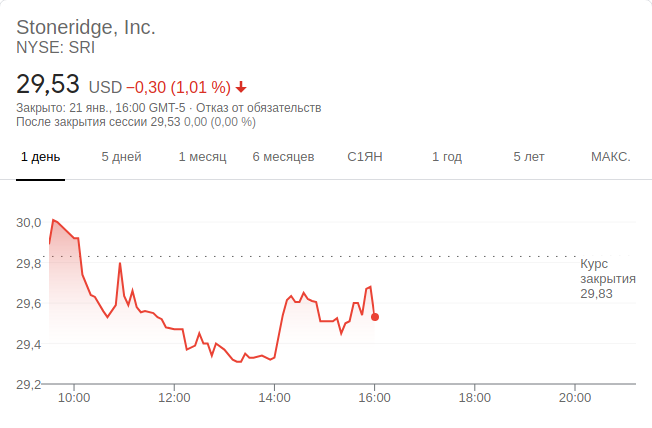 Stoneridge, Inc.
NYSE: SRI
29,53 USD −0,30 (1,01 %)
Закрыто: 21 янв., 16:00 GMT-5 · Отказ от обязательств
После закрытия сессии 29,53 0,00 (0,00 %)
1 день 5 дней 1 месяц 6 месяцев С1ЯН 1 год 5 лет МАКС.
30,0
29,8
Курс
закрытия
29,83
29,6
29,4
29,2
10:00 12:00 14:00 16:00 18:00 20:00